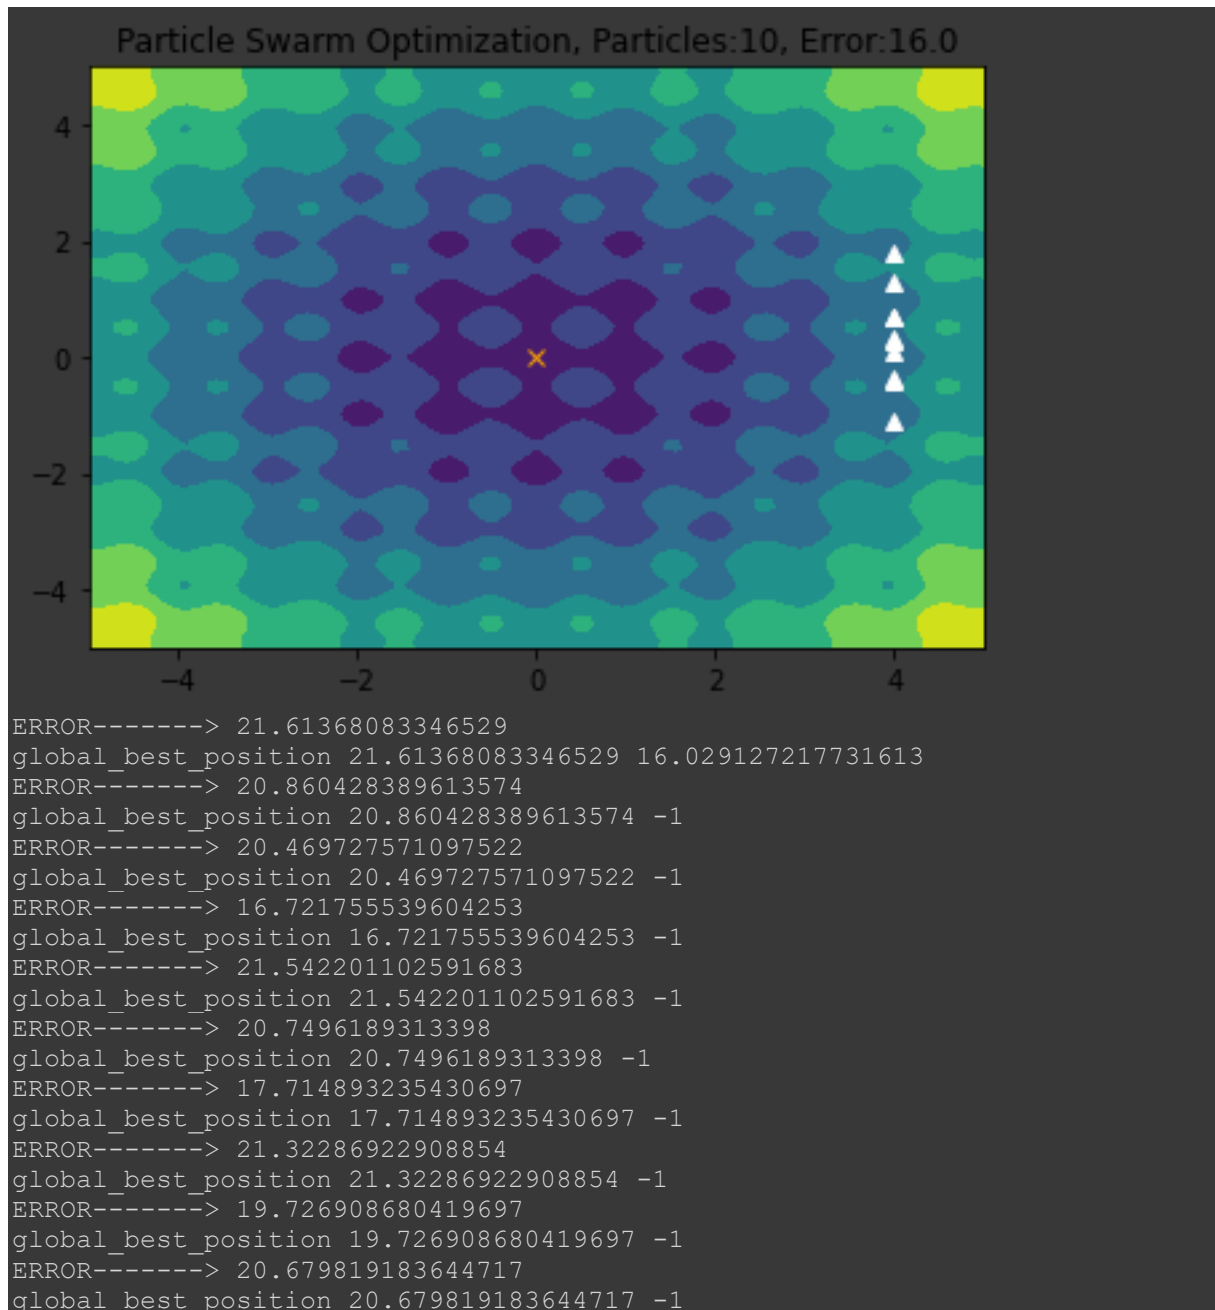 Particle Swarm Optimization, Particles:10, Error:16.0
4
2
0
−2
−4
−4 −2 0 2 4
ERROR-------> 21.61368083346529
global_best_position 21.61368083346529 16.029127217731613
ERROR-------> 20.860428389613574
global_best_position 20.860428389613574 -1
ERROR-------> 20.469727571097522
global_best_position 20.469727571097522 -1
ERROR-------> 16.721755539604253
global_best_position 16.721755539604253 -1
ERROR-------> 21.542201102591683
global_best_position 21.542201102591683 -1
ERROR-------> 20.7496189313398
global_best_position 20.7496189313398 -1
ERROR-------> 17.714893235430697
global_best_position 17.714893235430697 -1
ERROR-------> 21.32286922908854
global_best_position 21.32286922908854 -1
ERROR-------> 19.726908680419697
global_best_position 19.726908680419697 -1
ERROR-------> 20.679819183644717
global_best_position 20.679819183644717 -1